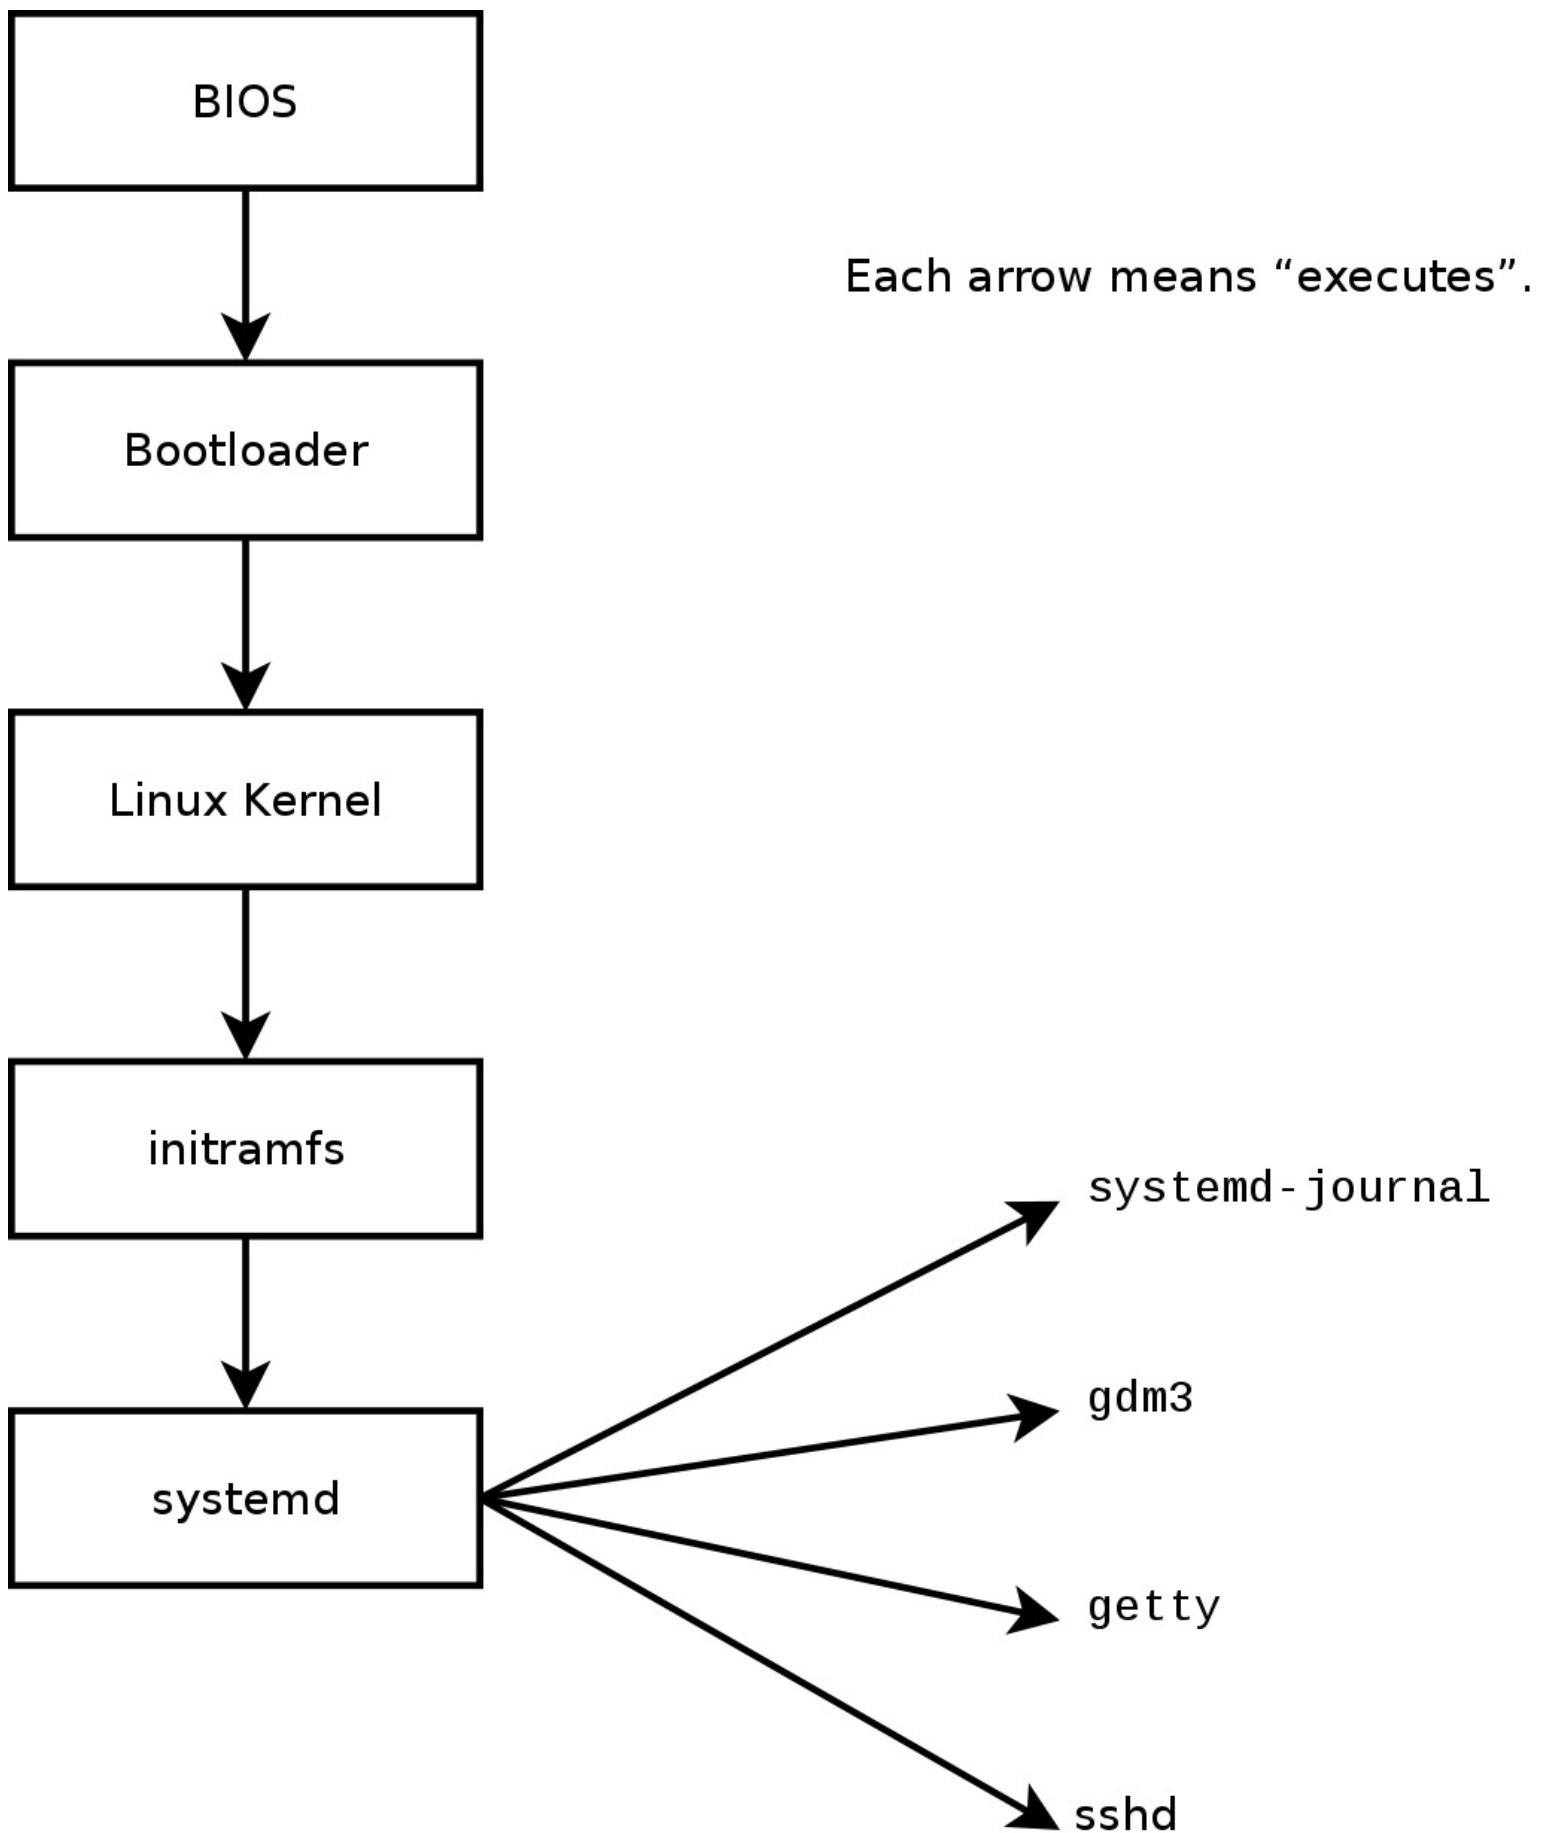 BIOS
Each arrow means “executes”.
Bootloader
Linux Kernel
initramfs
systemd-journal
gdm3
systemd
getty
sshd